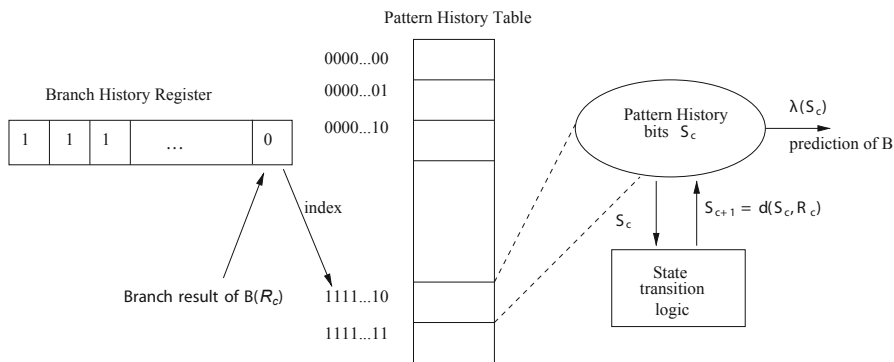 Pattern History Table
0000...00
0000...01
0000...10
Branch History Register
1 1 1 ... 0
index
Branch result of B(R_c)
1111...10
1111...11
Pattern History
bits S_c
λ(S_c)
prediction of B
S_c
S_{c+1} = d(S_c, R_c)
State
transition
logic